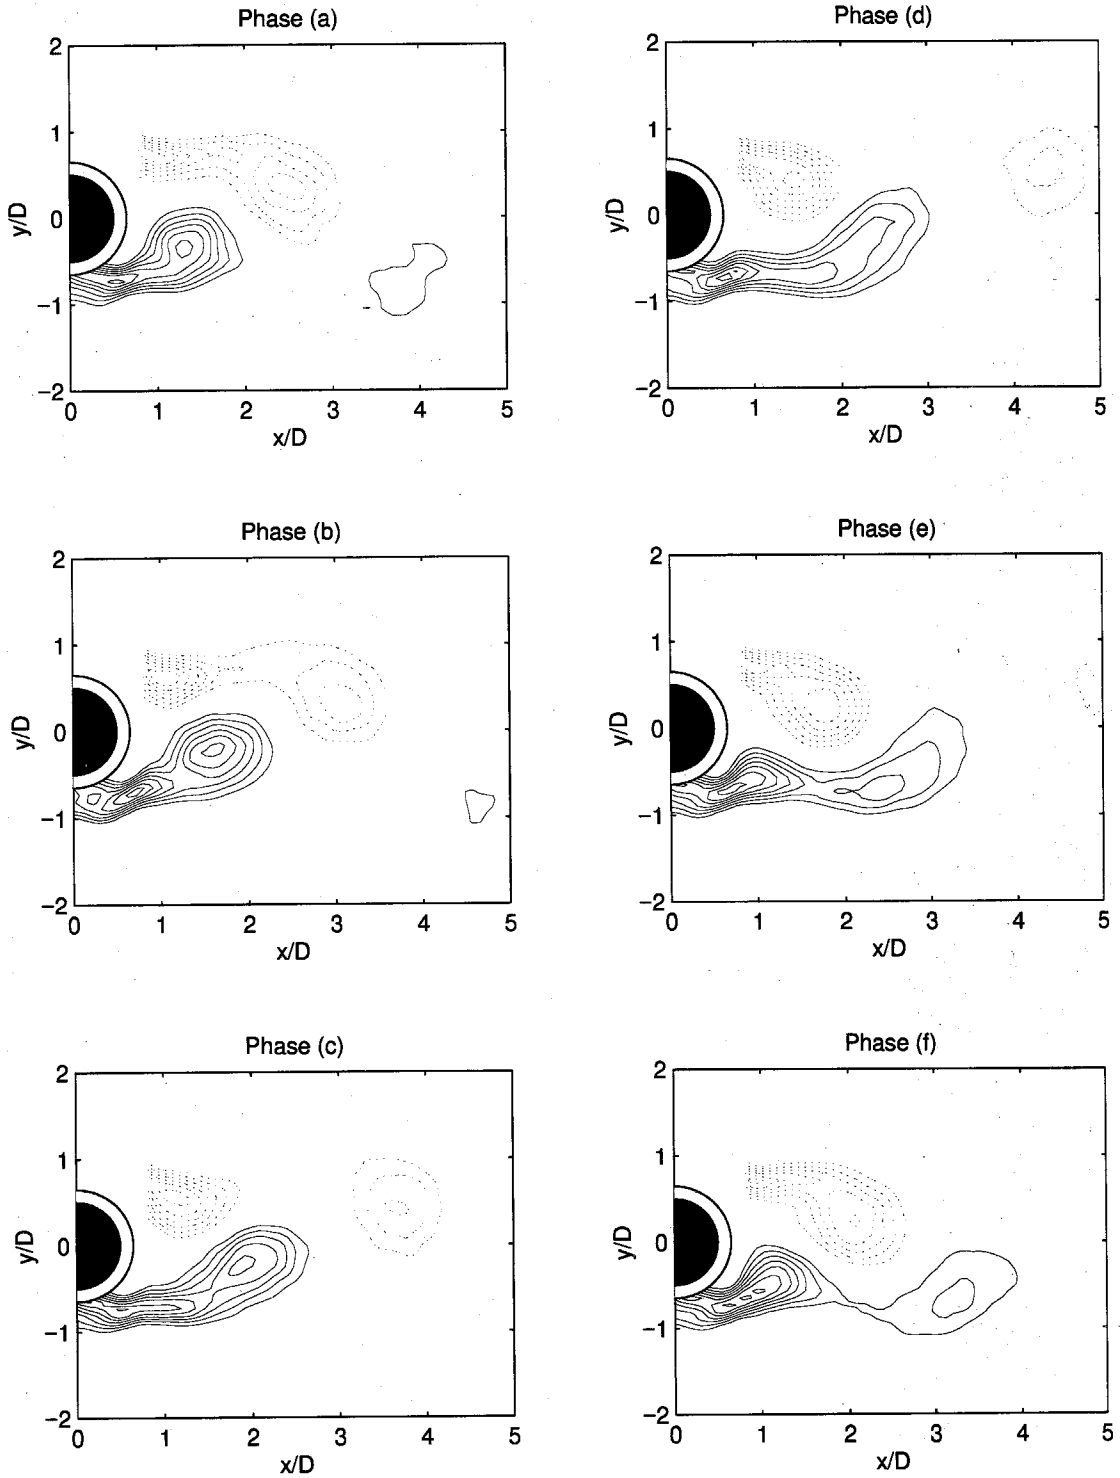 Phase (a)
2
1
0
−1
−2
y/D
0 1 2 3 4 5
x/D
Phase (b)
2
1
0
−1
−2
y/D
0 1 2 3 4 5
x/D
Phase (c)
2
1
0
−1
−2
y/D
0 1 2 3 4 5
x/D
Phase (d)
2
1
0
−1
−2
y/D
0 1 2 3 4 5
x/D
Phase (e)
2
1
0
−1
−2
y/D
0 1 2 3 4 5
x/D
Phase (f)
2
1
0
−1
−2
y/D
0 1 2 3 4 5
x/D